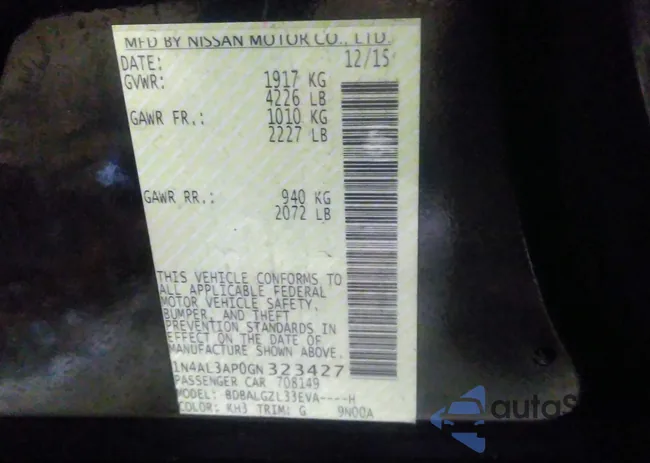 MFD BY NISSAN MOTOR CO., LTD.
DATE: 12/15
GVWR: 1917 KG
4226 LB
GAWR FR.: 1010 KG
2227 LB
GAWR RR.: 940 KG
2072 LB
THIS VEHICLE CONFORMS TO
ALL APPLICABLE FEDERAL
MOTOR VEHICLE SAFETY,
BUMPER, AND THEFT
PREVENTION STANDARDS IN
EFFECT ON THE DATE OF
MANUFACTURE SHOWN ABOVE.
1N4AL3AP0GN323427
PASSENGER CAR 708149
MODEL: BDBALGZL33EVA----H
COLOR: KH3 TRIM: G 9N00A